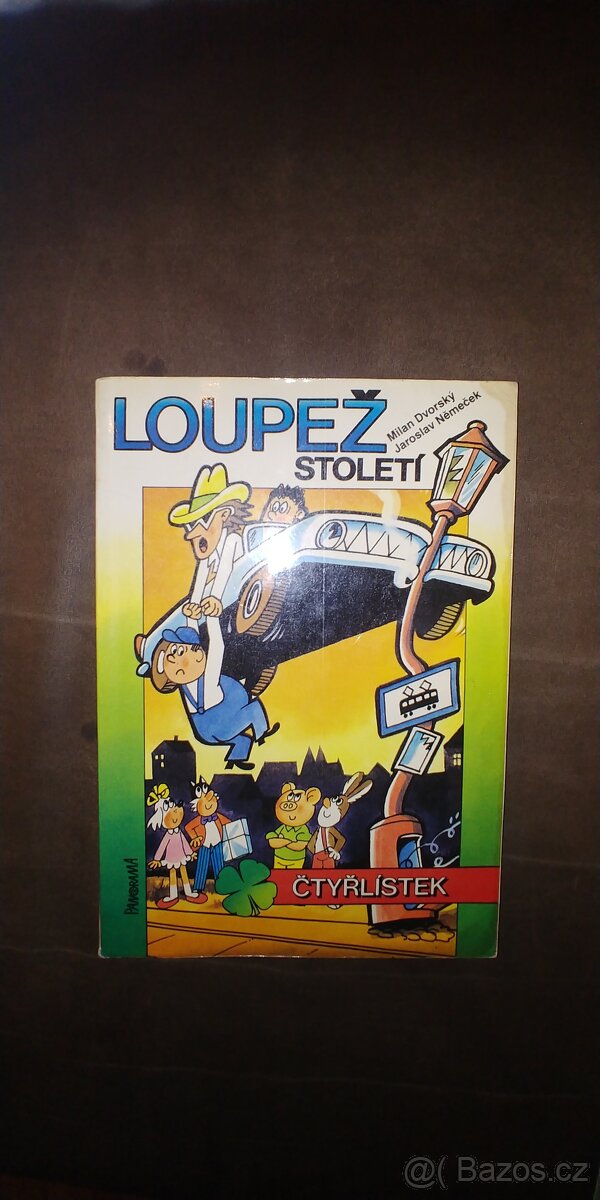 LOUPEŽ
STOLETÍ
Milan Dvorský
Jaroslav Němeček
ČTYŘLÍSTEK
PANORAMA
@( Bazos.cz